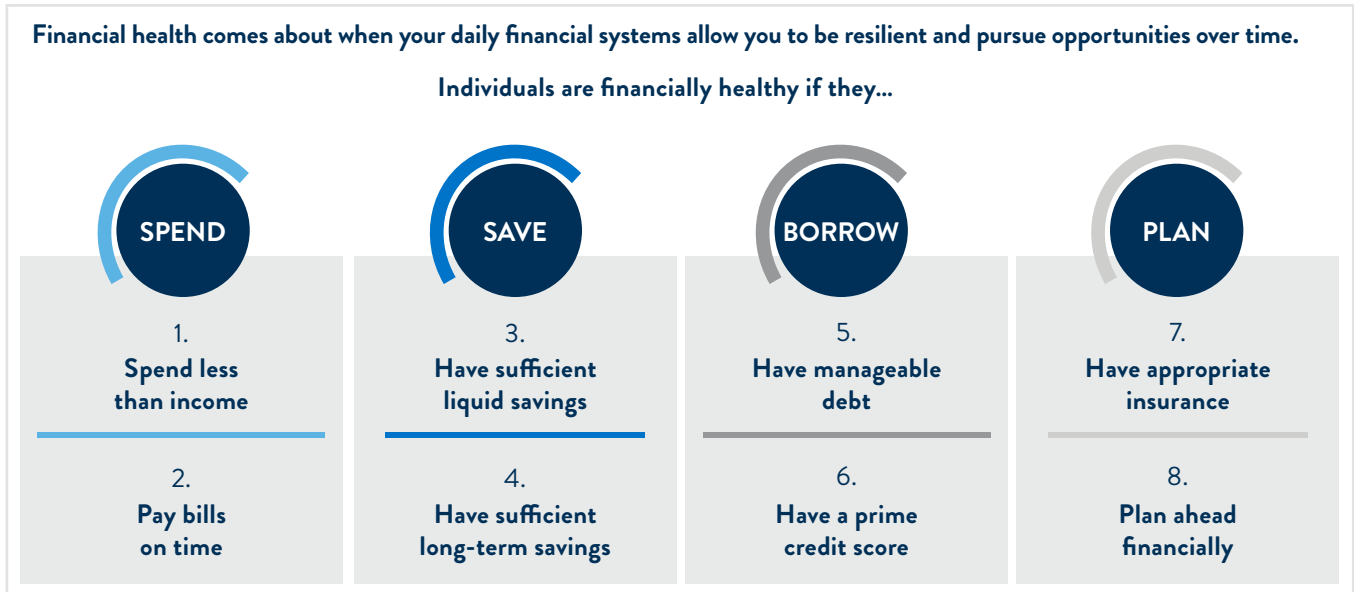 Financial health comes about when your daily financial systems allow you to be resilient and pursue opportunities over time.
Individuals are financially healthy if they…
SPEND
1.
Spend less
than income
2.
Pay bills
on time
SAVE
3.
Have sufficient
liquid savings
4.
Have sufficient
long-term savings
BORROW
5.
Have manageable
debt
6.
Have a prime
credit score
PLAN
7.
Have appropriate
insurance
8.
Plan ahead
financially